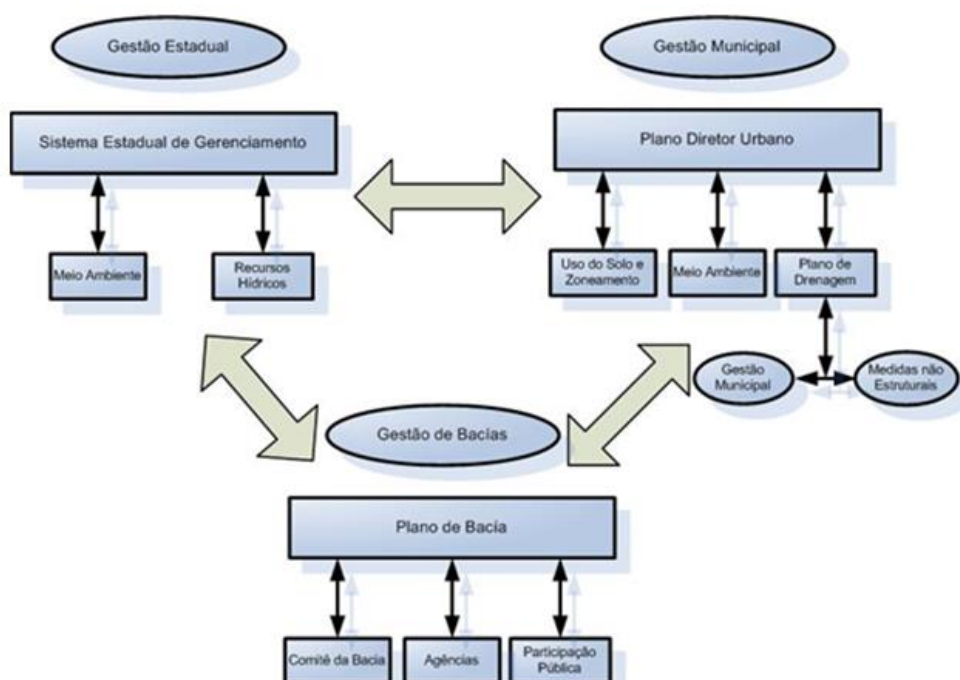 Gestão Estadual
Gestão Municipal
Sistema Estadual de Gerenciamento
Plano Diretor Urbano
Meio Ambiente
Recursos
Hídricos
Uso do Solo e
Zoneamento
Meio Ambiente
Plano de
Drenagem
Gestão
Municipal
Medidas não
Estruturais
Gestão de Bacías
Plano de Bacía
Comitê da Bacia
Agências
Participação
Pública